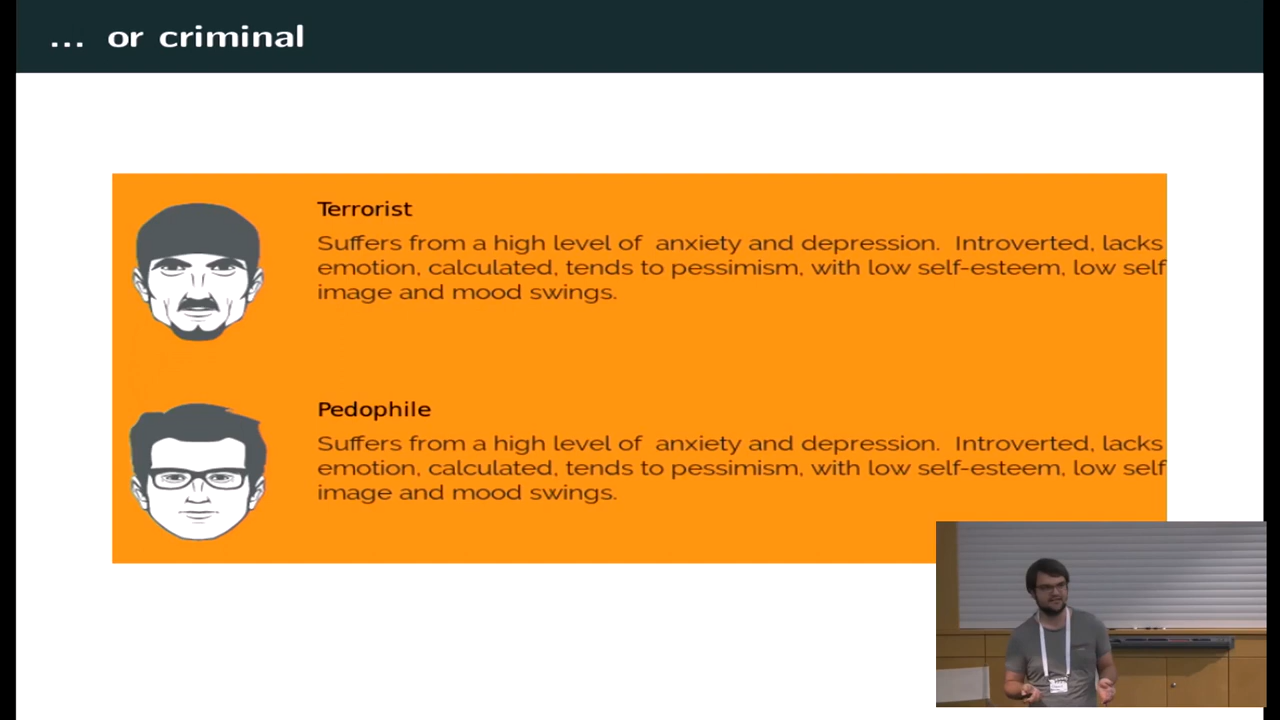 ... or criminal
Terrorist
Suffers from a high level of anxiety and depression. Introverted, lacks
emotion, calculated, tends to pessimism, with low self-esteem, low self
image and mood swings.
Pedophile
Suffers from a high level of anxiety and depression. Introverted, lacks
emotion, calculated, tends to pessimism, with low self-esteem, low self
image and mood swings.